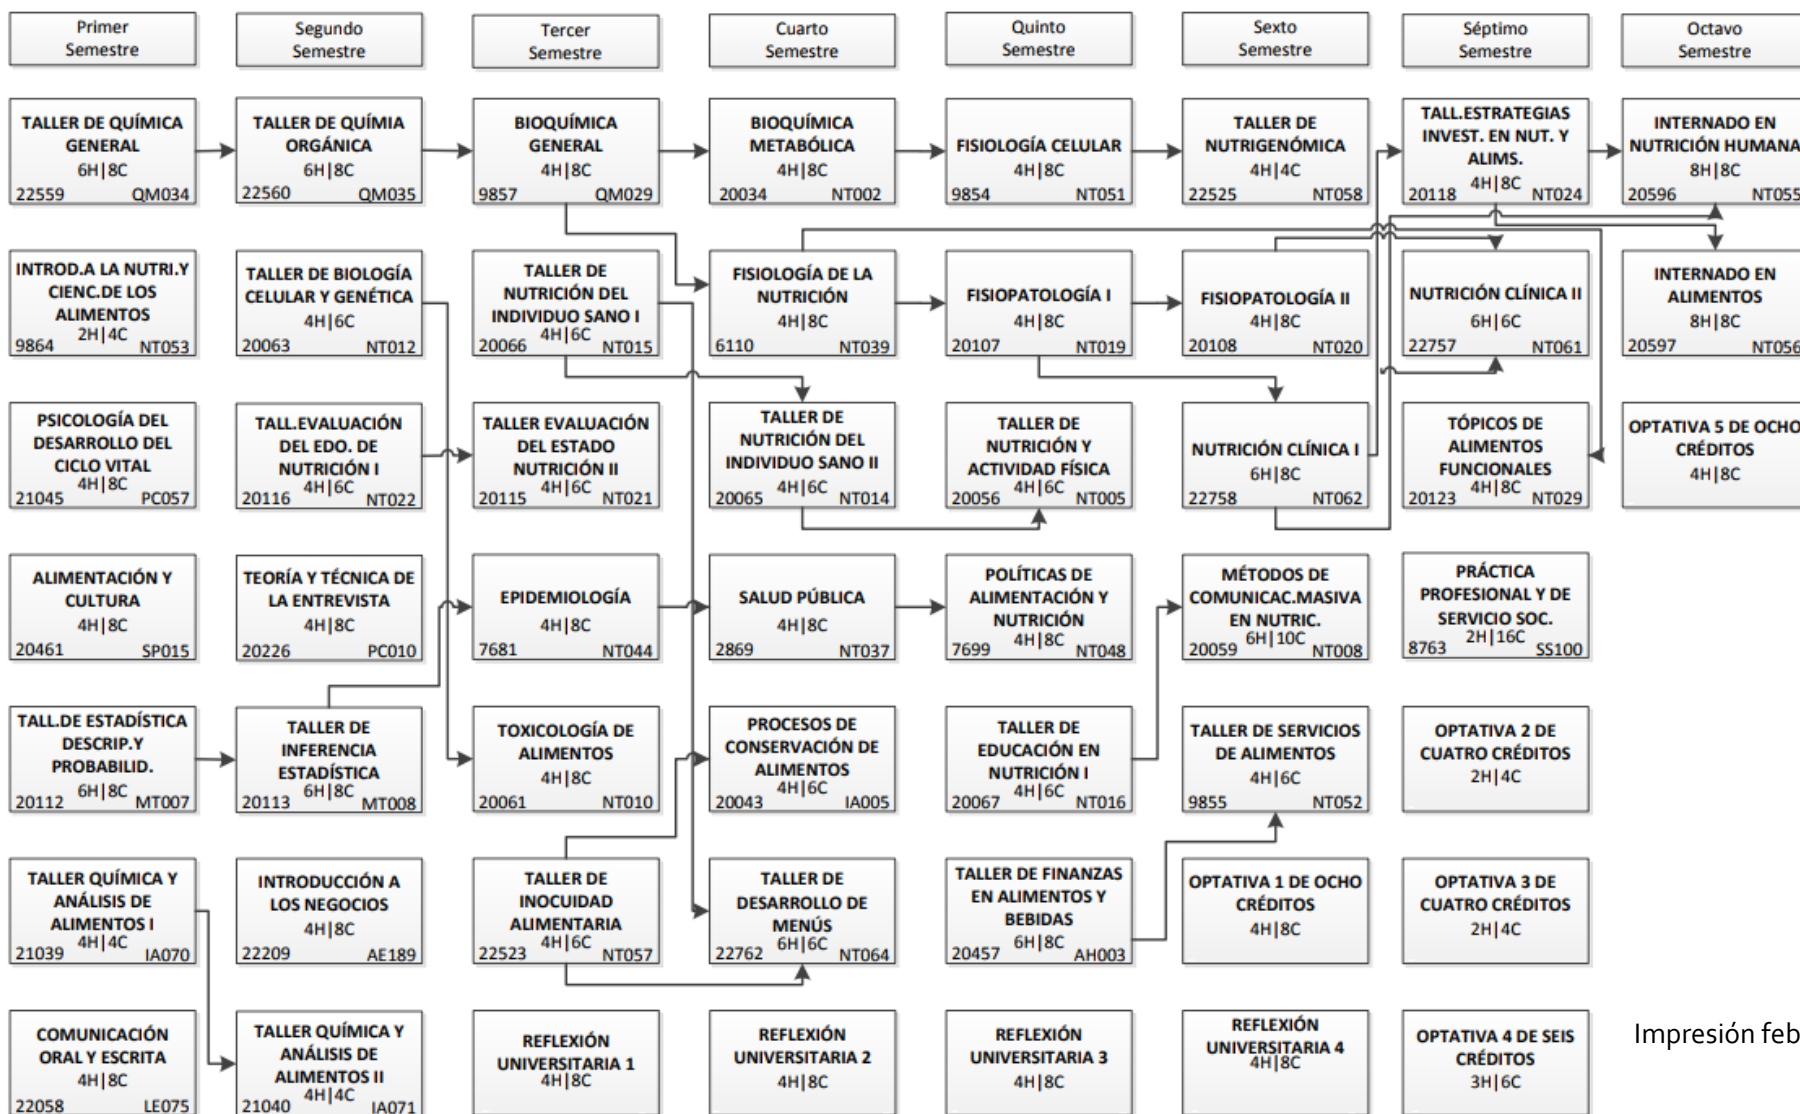 Primer
Semestre
Segundo
Semestre
Tercer
Semestre
Cuarto
Semestre
Quinto
Semestre
Sexto
Semestre
Séptimo
Semestre
Octavo
Semestre
TALLER DE QUÍMICA
GENERAL
6H|8C
22559 QM034
TALLER DE QUÍMIA
ORGÁNICA
6H|8C
22560 QM035
BIOQUÍMICA
GENERAL
4H|8C
9857 QM029
BIOQUÍMICA
METABÓLICA
4H|8C
20034 NT002
FISIOLOGÍA CELULAR
4H|8C
9854 NT051
TALLER DE
NUTRIGENÓMICA
4H|4C
22525 NT058
TALL.ESTRATEGIAS
INVEST. EN NUT. Y
ALIMS.
4H|8C
20118 NT024
INTERNADO EN
NUTRICIÓN HUMANA
8H|8C
20596 NT055
INTROD.A LA NUTRI.Y
CIENC.DE LOS
ALIMENTOS
2H|4C
9864 NT053
TALLER DE BIOLOGÍA
CELULAR Y GENÉTICA
4H|6C
20063 NT012
TALLER DE
NUTRICIÓN DEL
INDIVIDUO SANO I
4H|6C
20066 NT015
FISIOLOGÍA DE LA
NUTRICIÓN
4H|8C
6110 NT039
FISIOPATOLOGÍA I
4H|8C
20107 NT019
FISIOPATOLOGÍA II
4H|8C
20108 NT020
NUTRICIÓN CLÍNICA II
6H|6C
22757 NT061
INTERNADO EN
ALIMENTOS
8H|8C
20597 NT056
PSICOLOGÍA DEL
DESARROLLO DEL
CICLO VITAL
4H|8C
21045 PC057
TALL.EVALUACIÓN
DEL EDO. DE
NUTRICIÓN I
4H|6C
20116 NT022
TALLER EVALUACIÓN
DEL ESTADO
NUTRICIÓN II
4H|6C
20115 NT021
TALLER DE
NUTRICIÓN DEL
INDIVIDUO SANO II
4H|6C
20065 NT014
TALLER DE
NUTRICIÓN Y
ACTIVIDAD FÍSICA
4H|6C
20056 NT005
NUTRICIÓN CLÍNICA I
6H|8C
22758 NT062
TÓPICOS DE
ALIMENTOS
FUNCIONALES
4H|8C
20123 NT029
OPTATIVA 5 DE OCHO
CRÉDITOS
4H|8C
ALIMENTACIÓN Y
CULTURA
4H|8C
20461 SP015
TEORÍA Y TÉCNICA DE
LA ENTREVISTA
4H|8C
20226 PC010
EPIDEMIOLOGÍA
4H|8C
7681 NT044
SALUD PÚBLICA
4H|8C
2869 NT037
POLÍTICAS DE
ALIMENTACIÓN Y
NUTRICIÓN
4H|8C
7699 NT048
MÉTODOS DE
COMUNICAC.MASIVA
EN NUTRIC.
6H|10C
20059 NT008
PRÁCTICA
PROFESIONAL Y DE
SERVICIO SOC.
2H|16C
8763 SS100
TALL.DE ESTADÍSTICA
DESCRIP.Y
PROBABILID.
6H|8C
20112 MT007
TALLER DE
INFERENCIA
ESTADÍSTICA
6H|8C
20113 MT008
TOXICOLOGÍA DE
ALIMENTOS
4H|8C
20061 NT010
PROCESOS DE
CONSERVACIÓN DE
ALIMENTOS
4H|6C
20043 IA005
TALLER DE
EDUCACIÓN EN
NUTRICIÓN I
4H|6C
20067 NT016
TALLER DE SERVICIOS
DE ALIMENTOS
4H|6C
9855 NT052
OPTATIVA 2 DE
CUATRO CRÉDITOS
2H|4C
TALLER QUÍMICA Y
ANÁLISIS DE
ALIMENTOS I
4H|4C
21039 IA070
INTRODUCCIÓN A
LOS NEGOCIOS
4H|8C
22209 AE189
TALLER DE
INOCUIDAD
ALIMENTARIA
4H|6C
22523 NT057
TALLER DE
DESARROLLO DE
MENÚS
6H|6C
22762 NT064
TALLER DE FINANZAS
EN ALIMENTOS Y
BEBIDAS
6H|8C
20457 AH003
OPTATIVA 1 DE OCHO
CRÉDITOS
4H|8C
OPTATIVA 3 DE
CUATRO CRÉDITOS
2H|4C
COMUNICACIÓN
ORAL Y ESCRITA
4H|8C
22058 LE075
TALLER QUÍMICA Y
ANÁLISIS DE
ALIMENTOS II
4H|4C
21040 IA071
REFLEXIÓN
UNIVERSITARIA 1
4H|8C
REFLEXIÓN
UNIVERSITARIA 2
4H|8C
REFLEXIÓN
UNIVERSITARIA 3
4H|8C
REFLEXIÓN
UNIVERSITARIA 4
4H|8C
OPTATIVA 4 DE SEIS
CRÉDITOS
3H|6C
Impresión feb